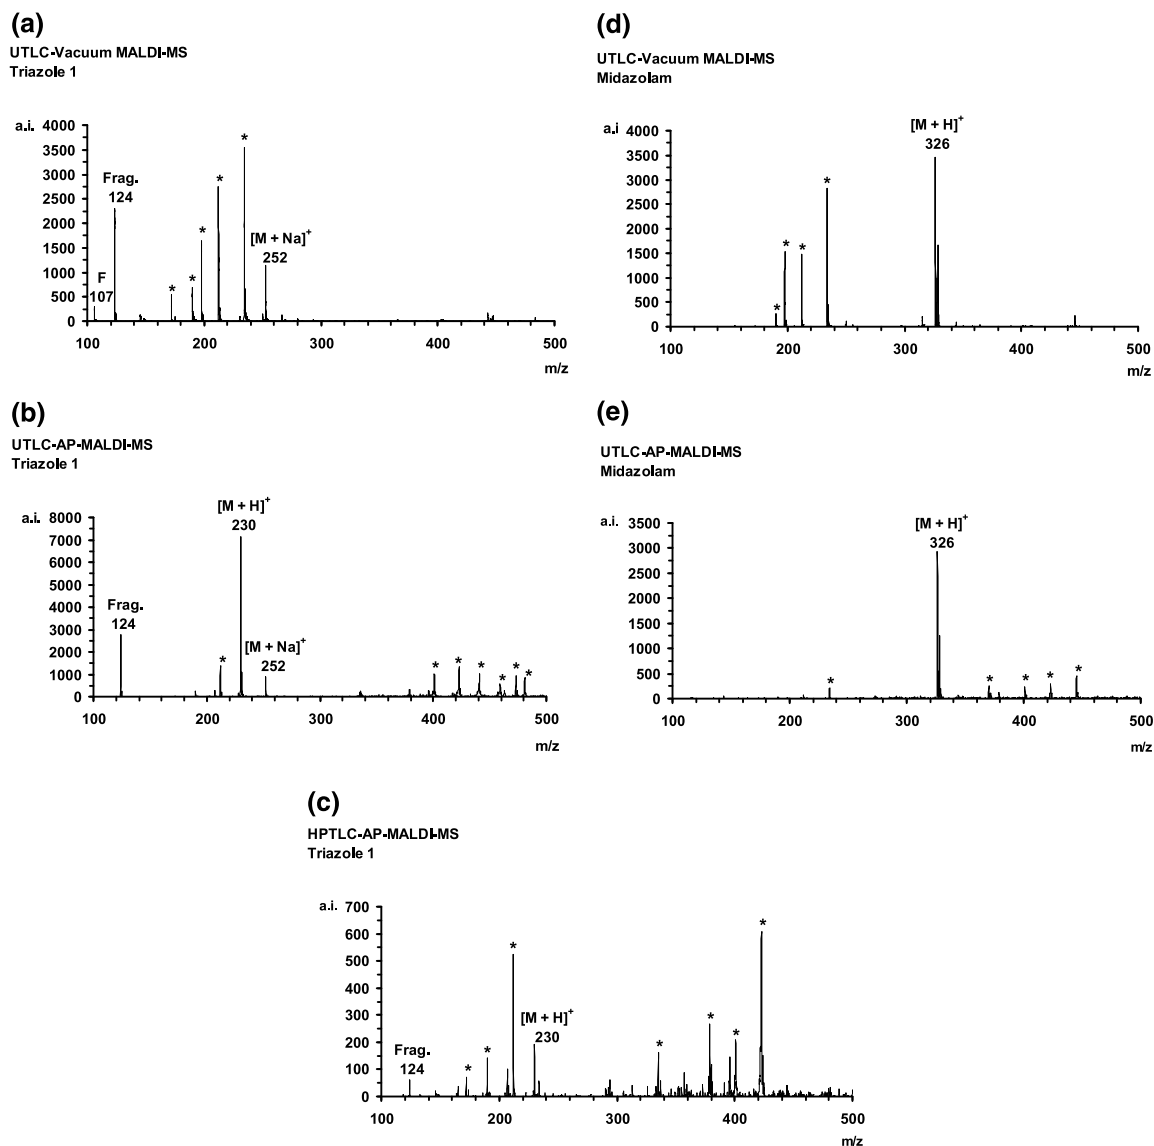 (a)
UTLC-Vacuum MALDI-MS
Triazole 1
a.i.
4000
3500
3000
2500
2000
1500
1000
500
0
Frag.
124
F
107
*
*
*
*
*
[M + Na]+
252
100 200 300 400 500
m/z
(d)
UTLC-Vacuum MALDI-MS
Midazolam
a.i
4000
3500
3000
2500
2000
1500
1000
500
0
*
*
*
*
[M + H]+
326
100 200 300 400 500
m/z
(b)
UTLC-AP-MALDI-MS
Triazole 1
a.i.
8000
7000
6000
5000
4000
3000
2000
1000
0
Frag.
124
*
[M + H]+
230
[M + Na]+
252
* * * * * *
100 200 300 400 500
m/z
(e)
UTLC-AP-MALDI-MS
Midazolam
a.i.
3500
3000
2500
2000
1500
1000
500
0
*
[M + H]+
326
* * * *
100 200 300 400 500
m/z
(c)
HPTLC-AP-MALDI-MS
Triazole 1
a.i.
700
600
500
400
300
200
100
0
Frag.
124
*
*
*
[M + H]+
230
*
*
*
*
100 200 300 400 500
m/z